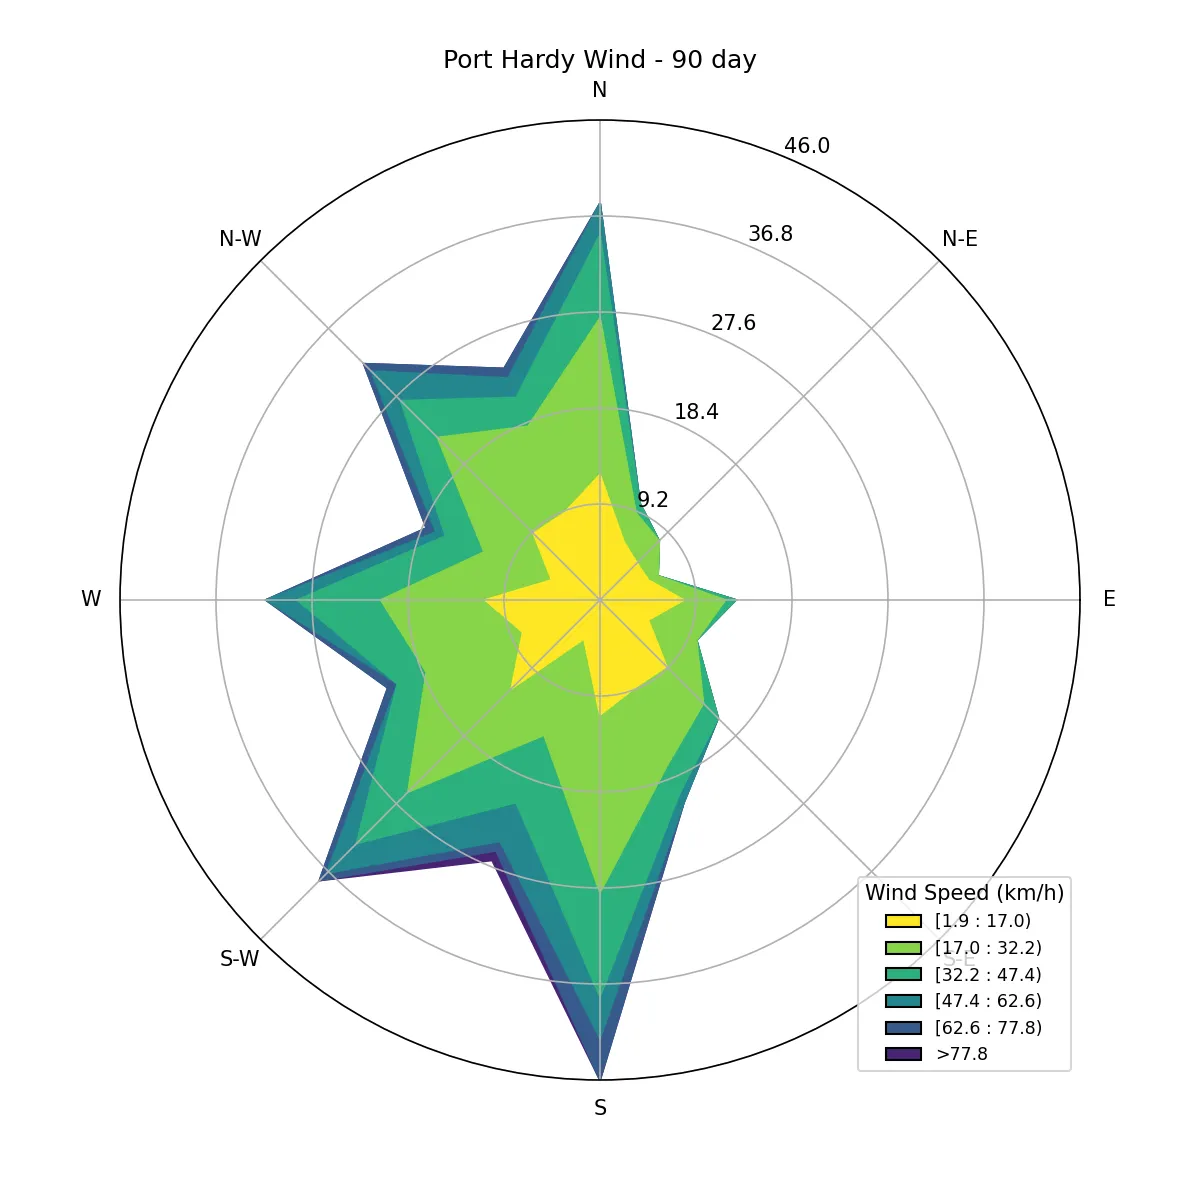 Port Hardy Wind - 90 day
N
46.0
N-W
N-E
36.8
27.6
18.4
9.2
W
E
S-W
S-E
S
Wind Speed (km/h)
[1.9 : 17.0)
[17.0 : 32.2)
[32.2 : 47.4)
[47.4 : 62.6)
[62.6 : 77.8)
>77.8